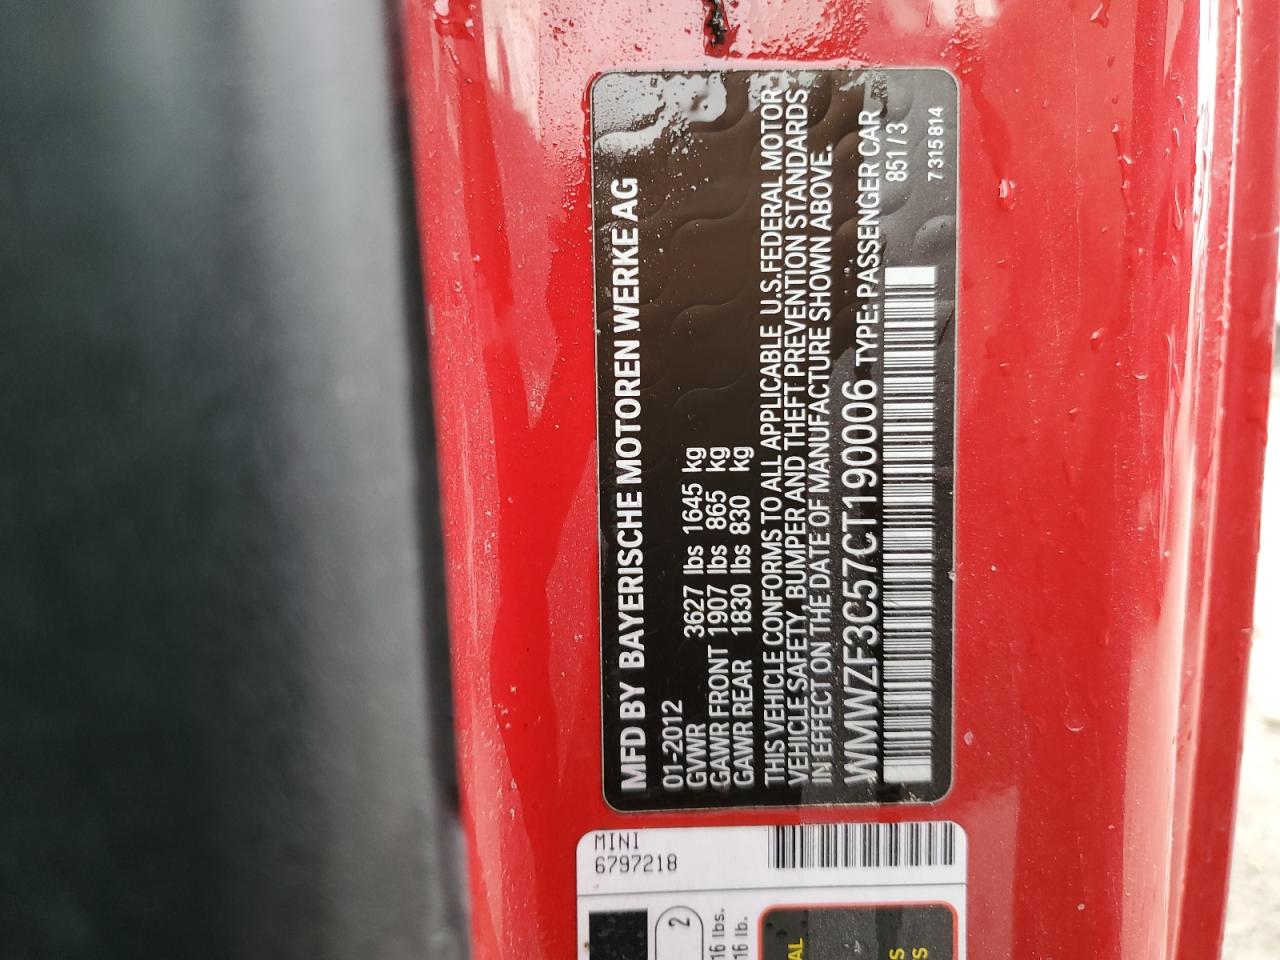 MFD BY BAYERISCHE MOTOREN WERKE AG
01-2012
GVWR 3627 lbs 1645 kg
GAWR FRONT 1907 lbs 865 kg
GAWR REAR 1830 lbs 830 kg
THIS VEHICLE CONFORMS TO ALL APPLICABLE U.S.FEDERAL MOTOR
VEHICLE SAFETY, BUMPER AND THEFT PREVENTION STANDARDS
IN EFFECT ON THE DATE OF MANUFACTURE SHOWN ABOVE.
WMWZF3C57CT190006 TYPE: PASSENGER CAR
851 / 3
7 315 814
MINI
6797218
2
16 lbs.
16 lb.